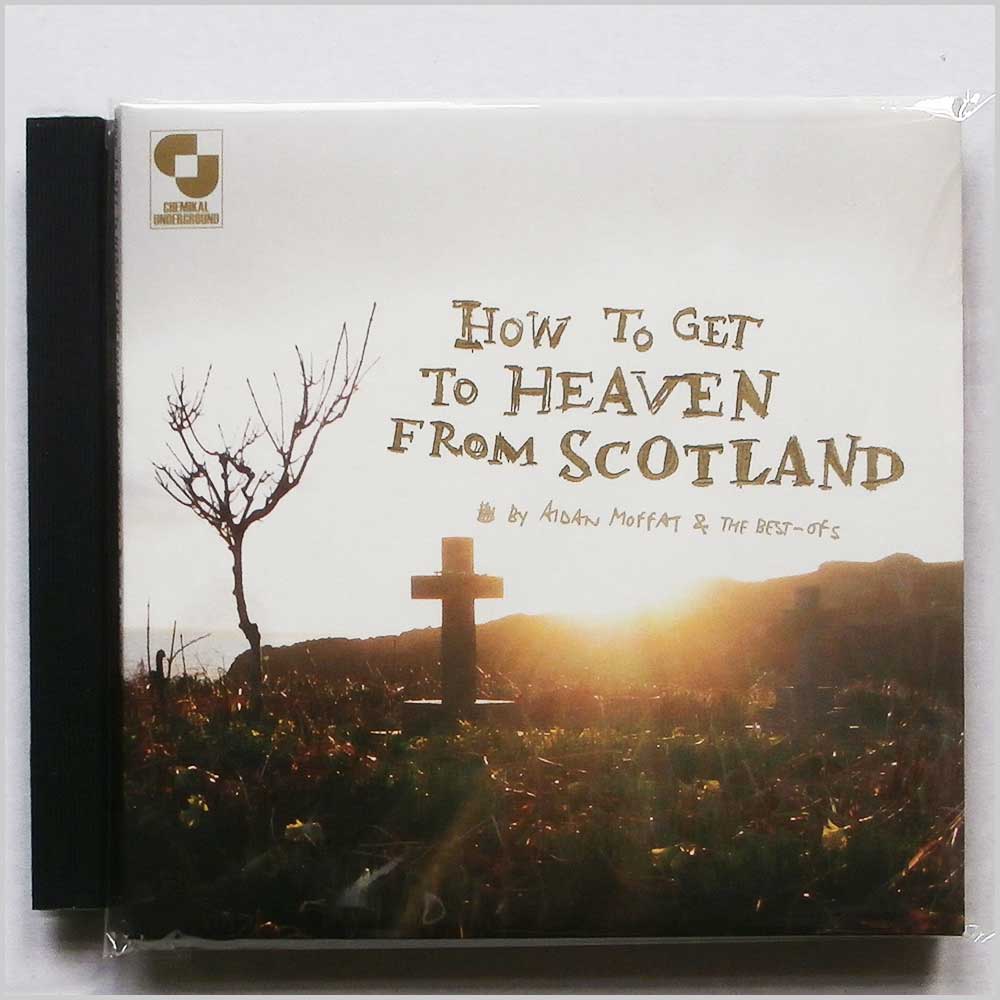 CHEMIKAL
UNDERGROUND
HOW TO GET
TO HEAVEN
FROM SCOTLAND
BY AIDAN MOFFAT & THE BEST-OFS